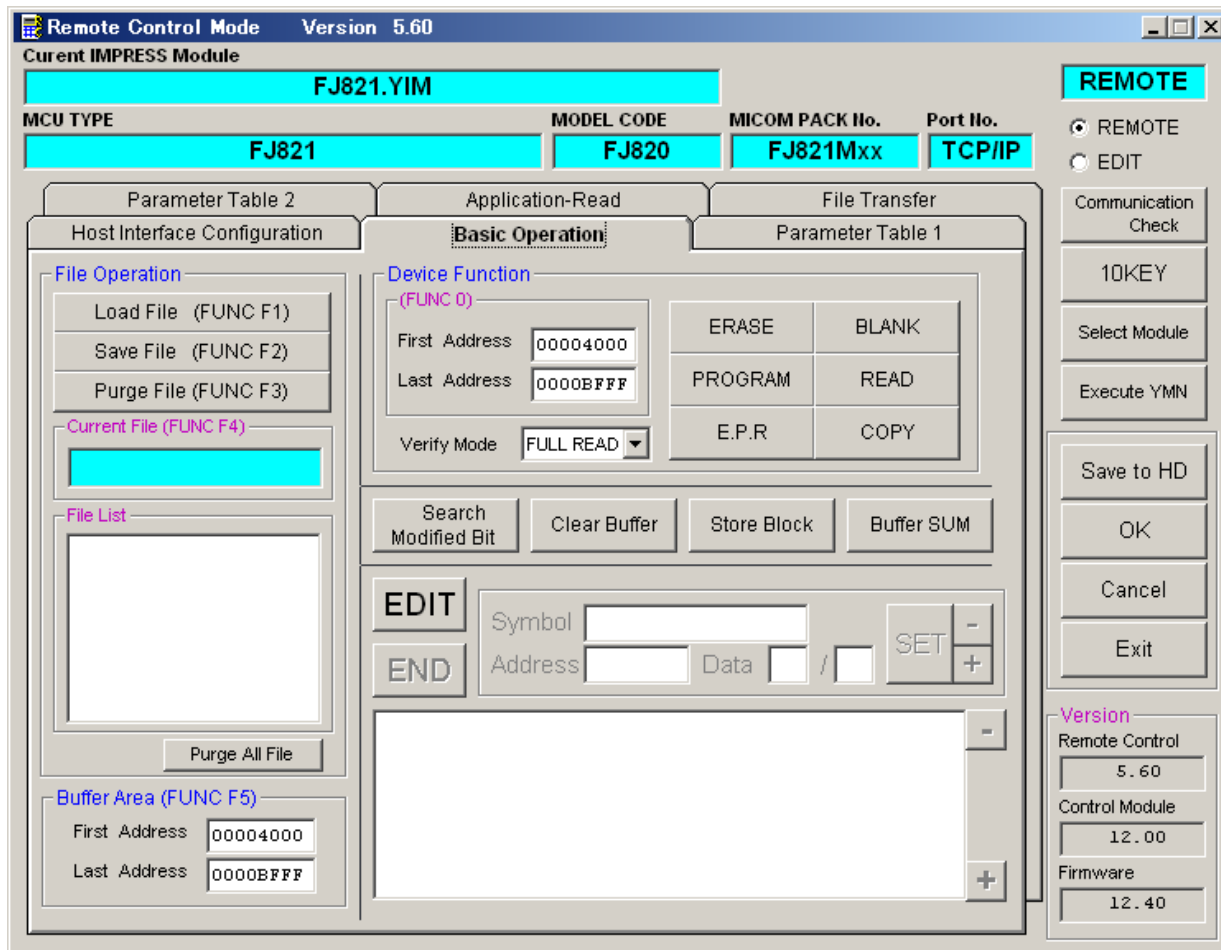 Remote Control Mode Version 5.60
Curent IMPRESS Module
FJ821.YIM
REMOTE
MCU TYPE MODEL CODE MICOM PACK No. Port No.
FJ821 FJ820 FJ821Mxx TCP/IP
REMOTE
EDIT
Parameter Table 2 Application-Read File Transfer
Host Interface Configuration Basic Operation Parameter Table 1
File Operation
Load File (FUNC F1)
Save File (FUNC F2)
Purge File (FUNC F3)
Current File (FUNC F4)
File List
Purge All File
Buffer Area (FUNC F5)
First Address 00004000
Last Address 0000BFFF
Device Function
(FUNC 0)
First Address 00004000
Last Address 0000BFFF
Verify Mode FULL READ
ERASE BLANK
PROGRAM READ
E.P.R COPY
Search Modified Bit
Clear Buffer
Store Block
Buffer SUM
EDIT
END
Symbol
Address Data /
SET
-
+
-
+
Communication Check
10KEY
Select Module
Execute YMN
Save to HD
OK
Cancel
Exit
Version
Remote Control
5.60
Control Module
12.00
Firmware
12.40